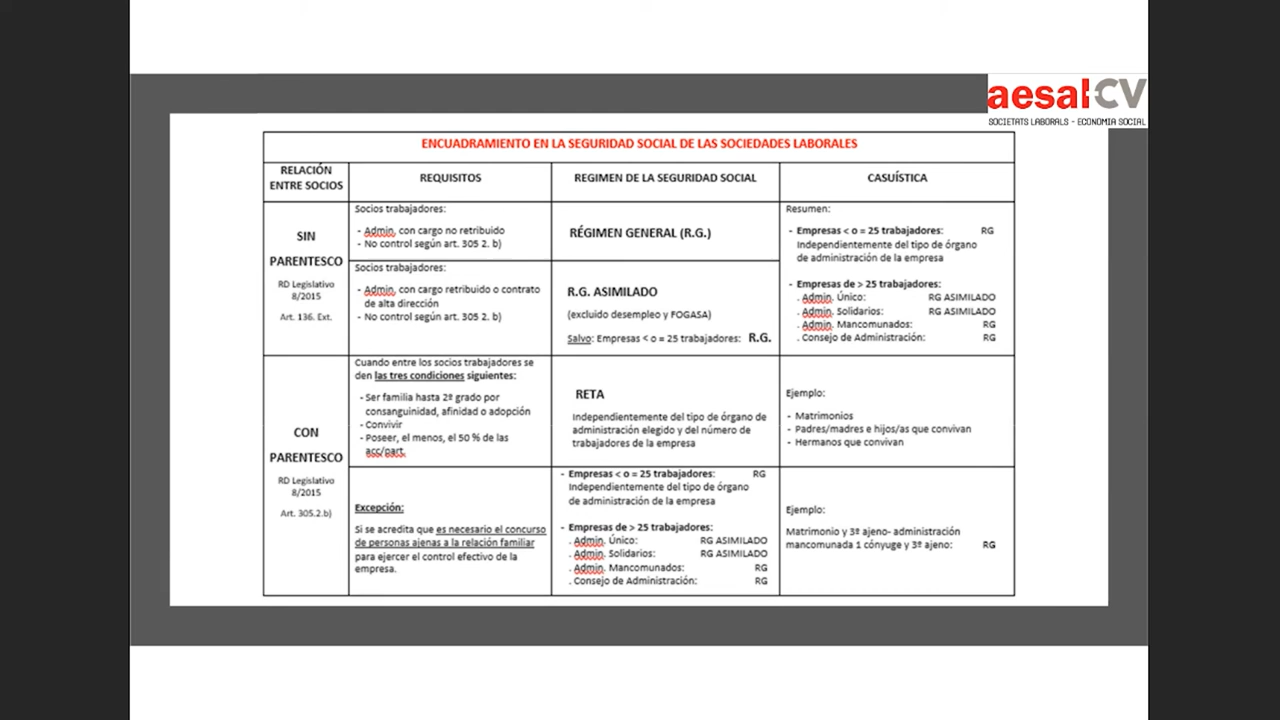 aesal CV
SOCIETATS LABORALS - ECONOMIA SOCIAL
ENCUADRAMIENTO EN LA SEGURIDAD SOCIAL DE LAS SOCIEDADES LABORALES
RELACIÓN
ENTRE SOCIOS
REQUISITOS
REGIMEN DE LA SEGURIDAD SOCIAL
CASUÍSTICA
SIN
PARENTESCO
RD Legislativo
8/2015
Art. 136. Ext.
Socios trabajadores:
- Admin. con cargo no retribuido
- No control según art. 305 2. b)
RÉGIMEN GENERAL (R.G.)
Socios trabajadores:
- Admin. con cargo retribuido o contrato
de alta dirección
- No control según art. 305 2. b)
R.G. ASIMILADO
(excluido desempleo y FOGASA)
Salvo: Empresas < o = 25 trabajadores: R.G.
Resumen:
- Empresas < o = 25 trabajadores: RG
Independientemente del tipo de órgano
de administración de la empresa
- Empresas de > 25 trabajadores:
. Admin. Único: RG ASIMILADO
. Admin. Solidarios: RG ASIMILADO
. Admin. Mancomunados: RG
. Consejo de Administración: RG
CON
PARENTESCO
RD Legislativo
8/2015
Art. 305.2.b)
Cuando entre los socios trabajadores se
den las tres condiciones siguientes:
- Ser familia hasta 2º grado por
consanguinidad, afinidad o adopción
- Convivir
- Poseer, el menos, el 50 % de las
acc/part.
RETA
Independientemente del tipo de órgano de
administración elegido y del número de
trabajadores de la empresa
Ejemplo:
- Matrimonios
- Padres/madres e hijos/as que convivan
- Hermanos que convivan
Excepción:
Si se acredita que es necesario el concurso
de personas ajenas a la relación familiar
para ejercer el control efectivo de la
empresa.
- Empresas < o = 25 trabajadores: RG
Independientemente del tipo de órgano
de administración de la empresa
- Empresas de > 25 trabajadores:
. Admin. Único: RG ASIMILADO
. Admin. Solidarios: RG ASIMILADO
. Admin. Mancomunados: RG
. Consejo de Administración: RG
Ejemplo:
Matrimonio y 3º ajeno- administración
mancomunada 1 cónyuge y 3º ajeno: RG